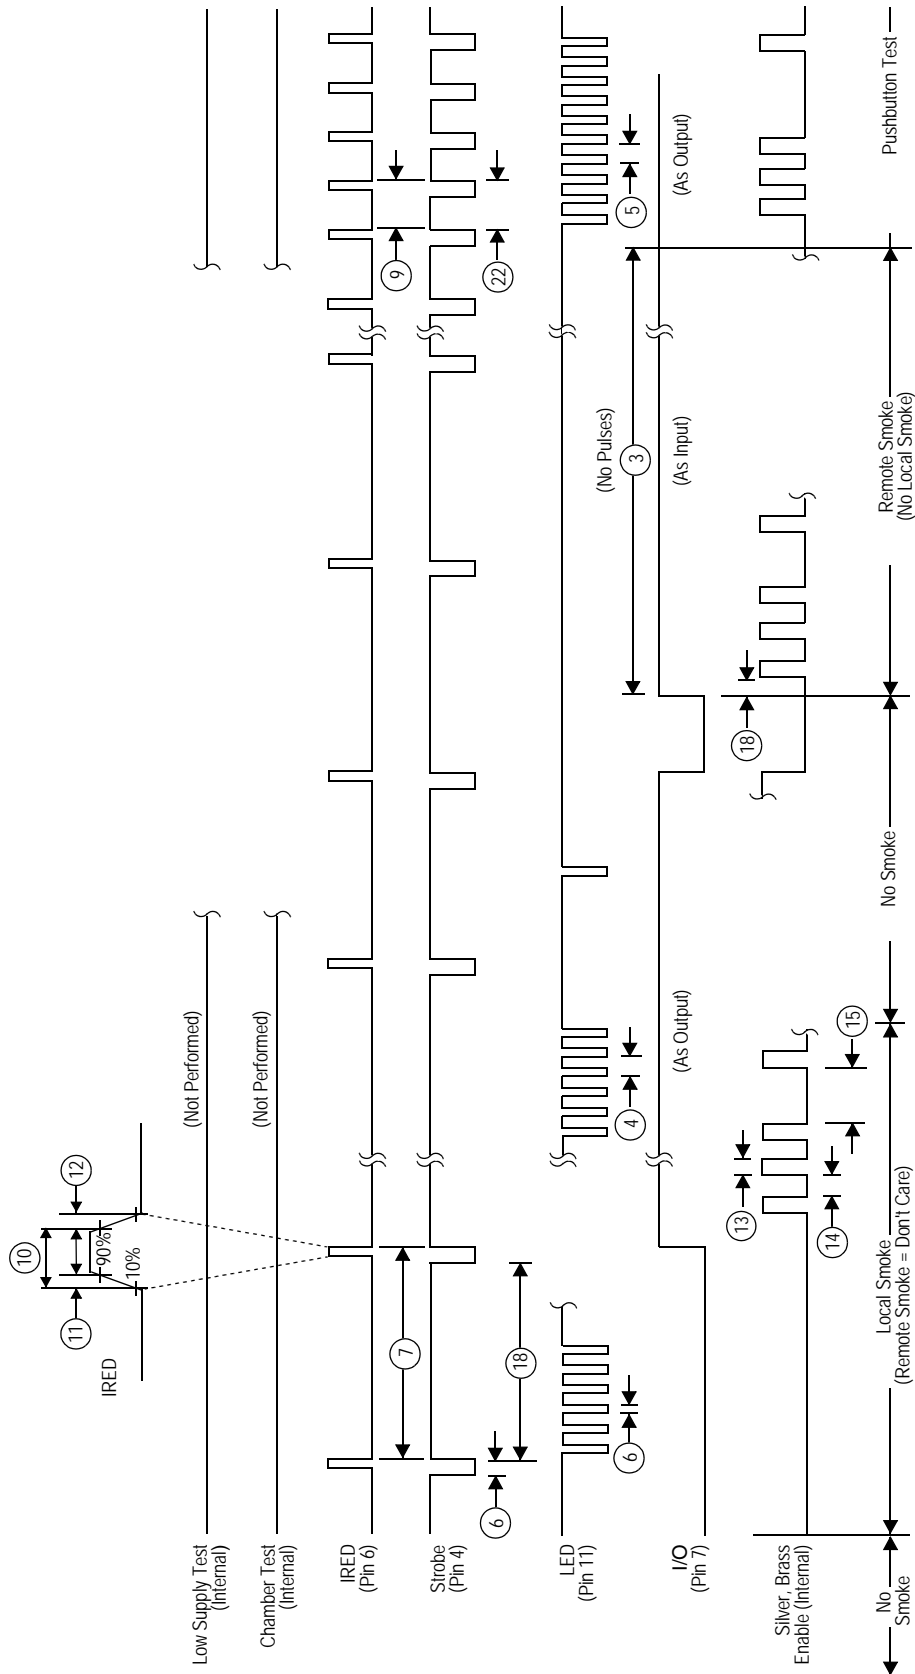 IRED
10
11
12
90%
10%
Low Supply Test
(Internal)
(Not Performed)
Chamber Test
(Internal)
(Not Performed)
IRED
(Pin 6)
7
9
Strobe
(Pin 4)
6
18
22
LED
(Pin 11)
6
4
(No Pulses)
5
I/O
(Pin 7)
(As Output)
3
(As Input)
(As Output)
Silver, Brass
Enable (Internal)
13
14
15
18
No
Smoke
Local Smoke
(Remote Smoke = Don't Care)
No Smoke
Remote Smoke
(No Local Smoke)
Pushbutton Test